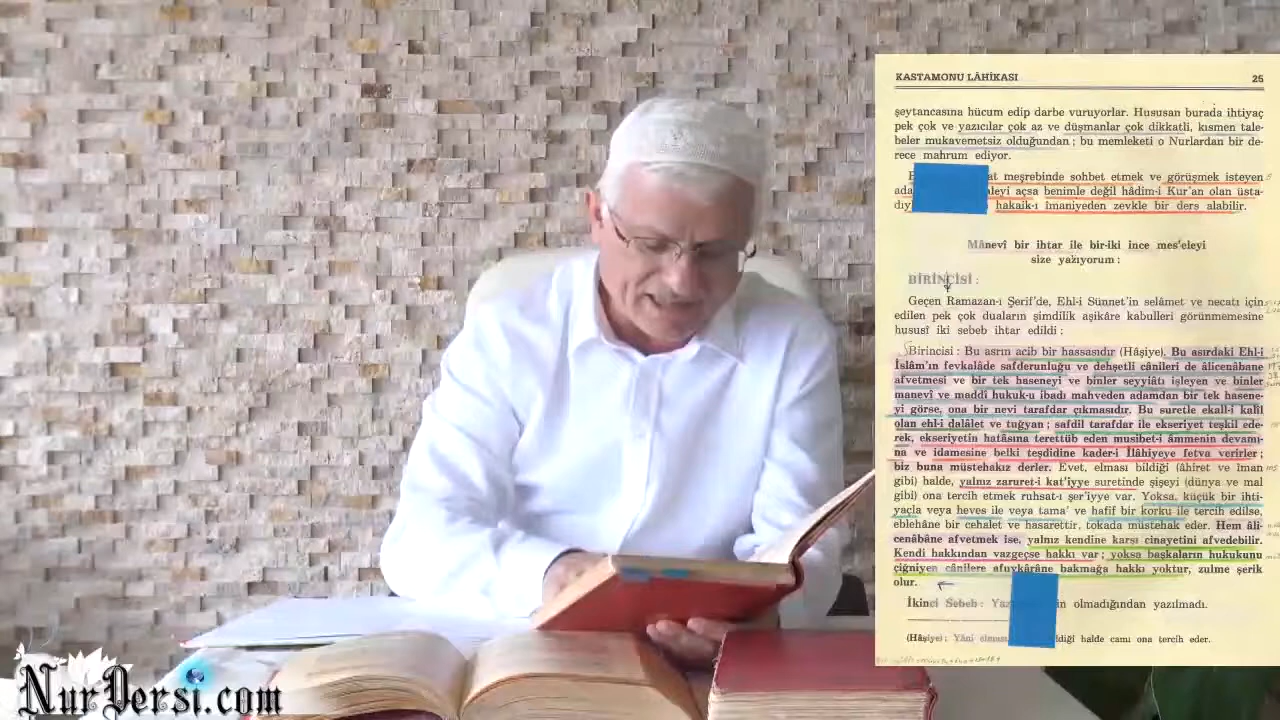 KASTAMONU LÂHİKASI 25
şeytancasına hücum edip darbe vuruyorlar. Hususan burada ihtiyaç
pek çok ve yazıcılar çok az ve düşmanlar çok dikkatli, kısmen tale-
beler mukavemetsiz olduğundan; bu memleketi o Nurlardan bir de-
rece mahrum ediyor.
meşrebinde sohbet etmek ve görüşmek isteyen
açsa benimle değil hâdim-i Kur'an olan üsta-
hakaik-ı imaniyeden zevkle bir ders alabilir.
Mânevî bir ihtar ile bir-iki ince mes'eleyi
size yazıyorum :
BİRİNCİSİ :
Geçen Ramazan-ı Şerif'de, Ehl-i Sünnet'in selâmet ve necatı için
edilen pek çok duaların şimdilik aşikâre kabulleri görünmemesine
hususî iki sebeb ihtar edildi :
Birincisi : Bu asrın acib bir hassasıdır (Hâşiye). Bu asırdaki Ehl-i
İslâm'ın fevkalâde safderunluğu ve dehşetli cânileri de âlicenâbane
afvetmesi ve bir tek haseneyi ve binler seyyiâtı işleyen ve binler
manevî ve maddî hukuk-u ibadı mahveden adamdan bir tek hasene-
yi görse, ona bir nevi tarafdar çıkmasıdır. Bu suretle ekall-i kalîl
olan ehl-i dalâlet ve tuğyan; safdil tarafdar ile ekseriyet teşkil ede-
rek, ekseriyetin hatâsına terettüb eden musibet-i âmmenin devamı-
na ve idamesine belki teşdidine kader-i İlâhiyeye fetva verirler;
biz buna müstehakız derler. Evet, elması bildiği (âhiret ve iman
gibi) halde, yalnız zaruret-i kat'iyye suretinde şişeyi (dünya ve mal
gibi) ona tercih etmek ruhsat-ı şer'iyye var. Yoksa, küçük bir ihti-
yaçla veya heves ile veya tama' ve hafif bir korku ile tercih edilse,
eblehâne bir cehalet ve hasarettir, tokada müstehak eder. Hem âli-
cenâbâne afvetmek ise, yalnız kendine karşı cinayetini afvedebilir.
Kendi hakkından vazgeçse hakkı var; yoksa başkaların hukukunu
çiğniyen cânilere afuvkârâne bakmağa hakkı yoktur, zulme şerik
olur.
İkinci Sebeb : olmadığından yazılmadı.
(Hâşiye) : Yâni halde camı ona tercih eder.
NurDersi.com